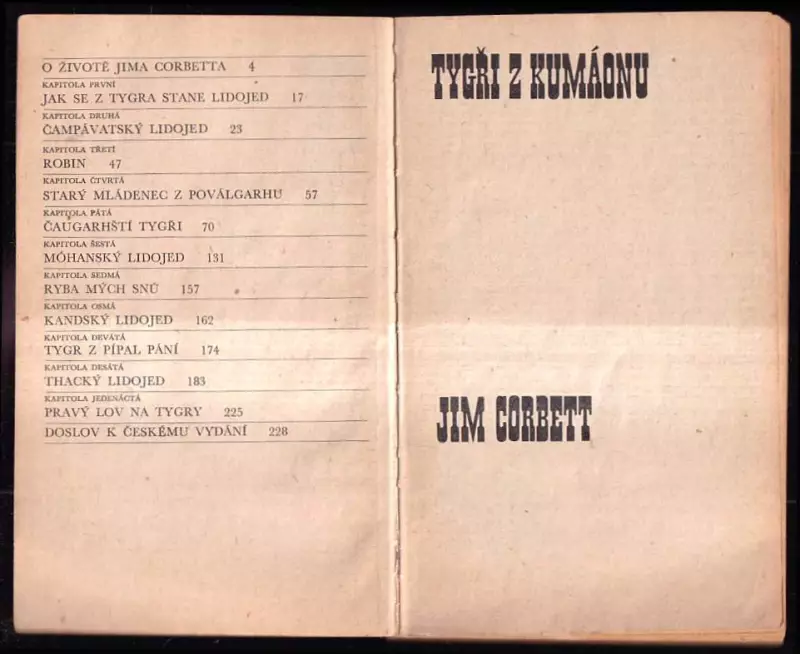 O ŽIVOTĚ JIMA CORBETTA 4
KAPITOLA PRVNÍ
JAK SE Z TYGRA STANE LIDOJED 17
KAPITOLA DRUHÁ
ČAMPÁVATSKÝ LIDOJED 23
KAPITOLA TŘETÍ
ROBIN 47
KAPITOLA ČTVRTÁ
STARÝ MLÁDENEC Z POVÁLGARHU 57
KAPITOLA PÁTÁ
ČAUGARHŠTÍ TYGŘI 70
KAPITOLA ŠESTÁ
MÓHANSKÝ LIDOJED 131
KAPITOLA SEDMÁ
RYBA MÝCH SNŮ 157
KAPITOLA OSMÁ
KANDSKÝ LIDOJED 162
KAPITOLA DEVÁTÁ
TYGR Z PÍPAL PÁNÍ 174
KAPITOLA DESÁTÁ
THACKÝ LIDOJED 183
KAPITOLA JEDENÁCTÁ
PRAVÝ LOV NA TYGRY 225
DOSLOV K ČESKÉMU VYDÁNÍ 228
TYGŘI Z KUMÁONU
JIM CORBETT